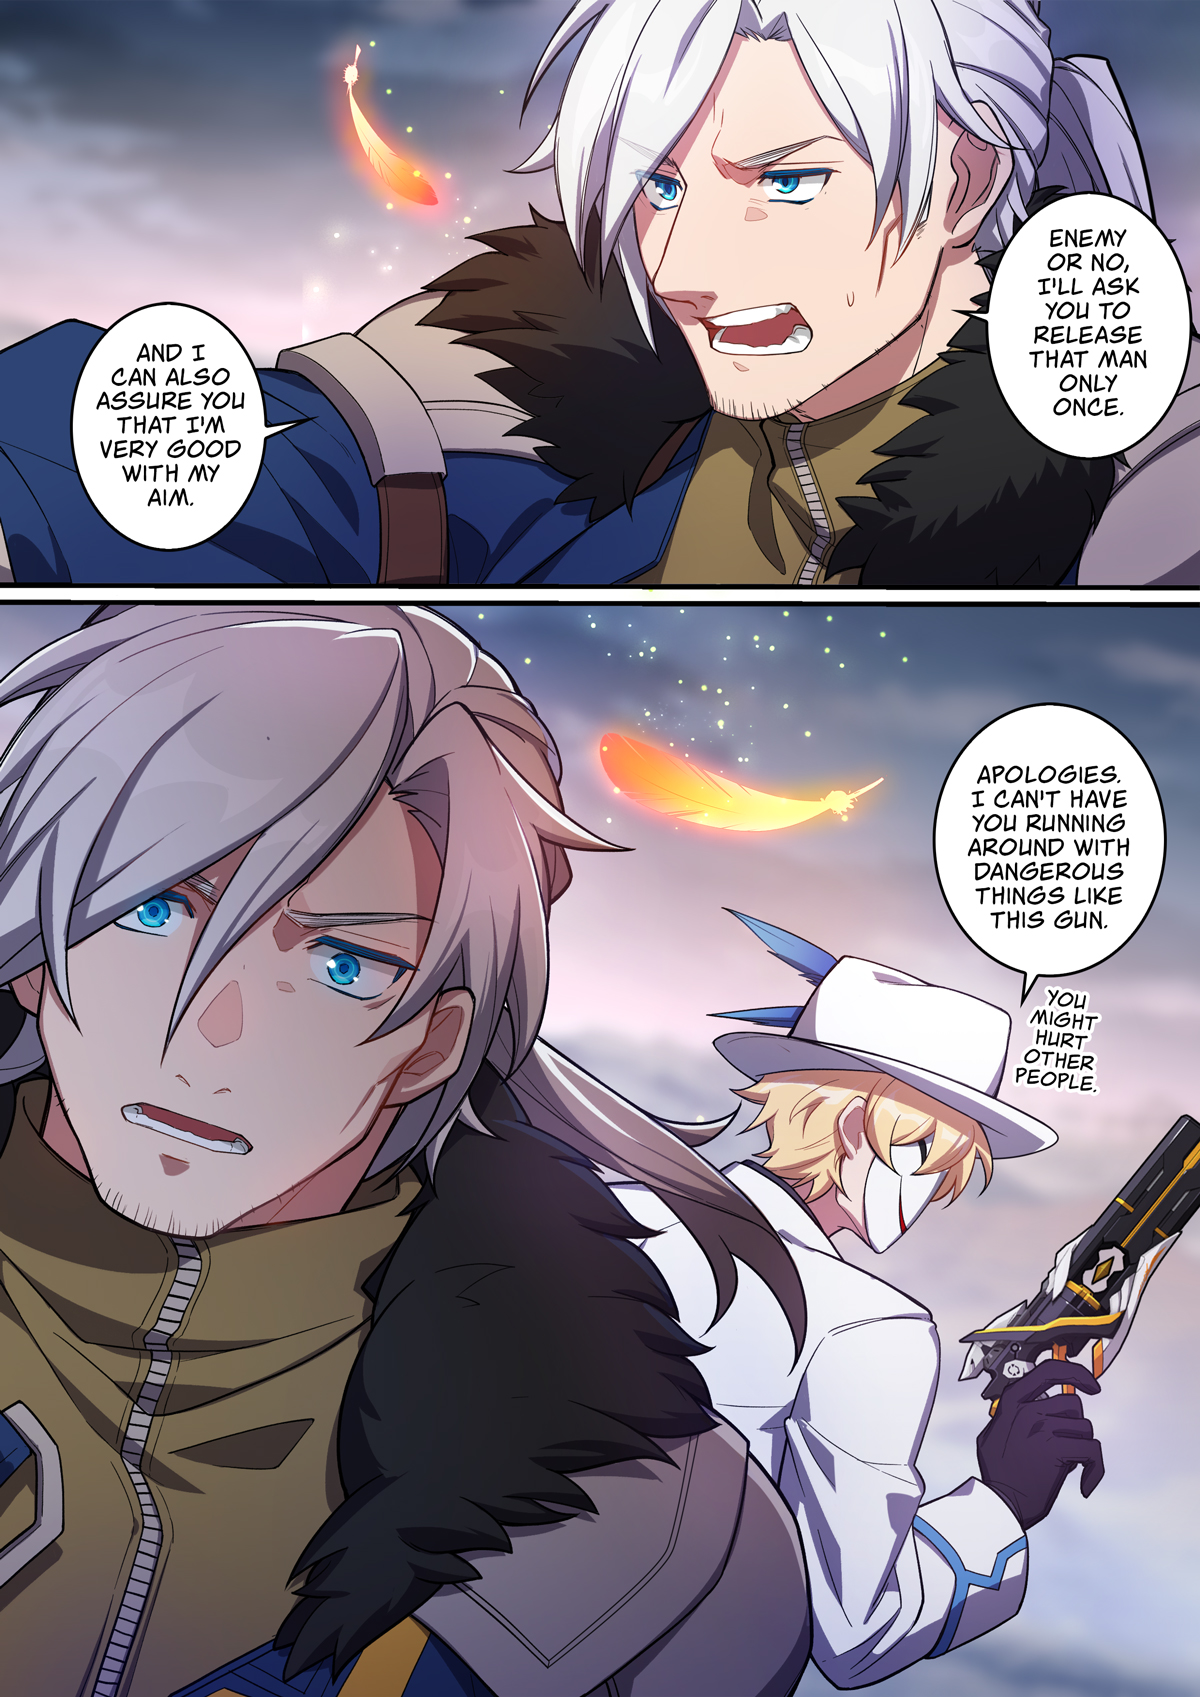 ENEMY
OR NO,
I'LL ASK
YOU TO
RELEASE
THAT MAN
ONLY
ONCE.
AND I
CAN ALSO
ASSURE YOU
THAT I'M
VERY GOOD
WITH MY
AIM.
APOLOGIES.
I CAN'T HAVE
YOU RUNNING
AROUND WITH
DANGEROUS
THINGS LIKE
THIS GUN.
YOU
MIGHT
HURT
OTHER
PEOPLE.